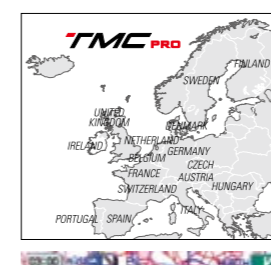 TMC PRO
FINLAND
SWEDEN
UNITED
KINGDOM
DENMARK
IRELAND
NETHERLAND
BELGIUM
GERMANY
CZECH
FRANCE
AUSTRIA
SWITZERLAND
HUNGARY
ITALY
PORTUGAL
SPAIN